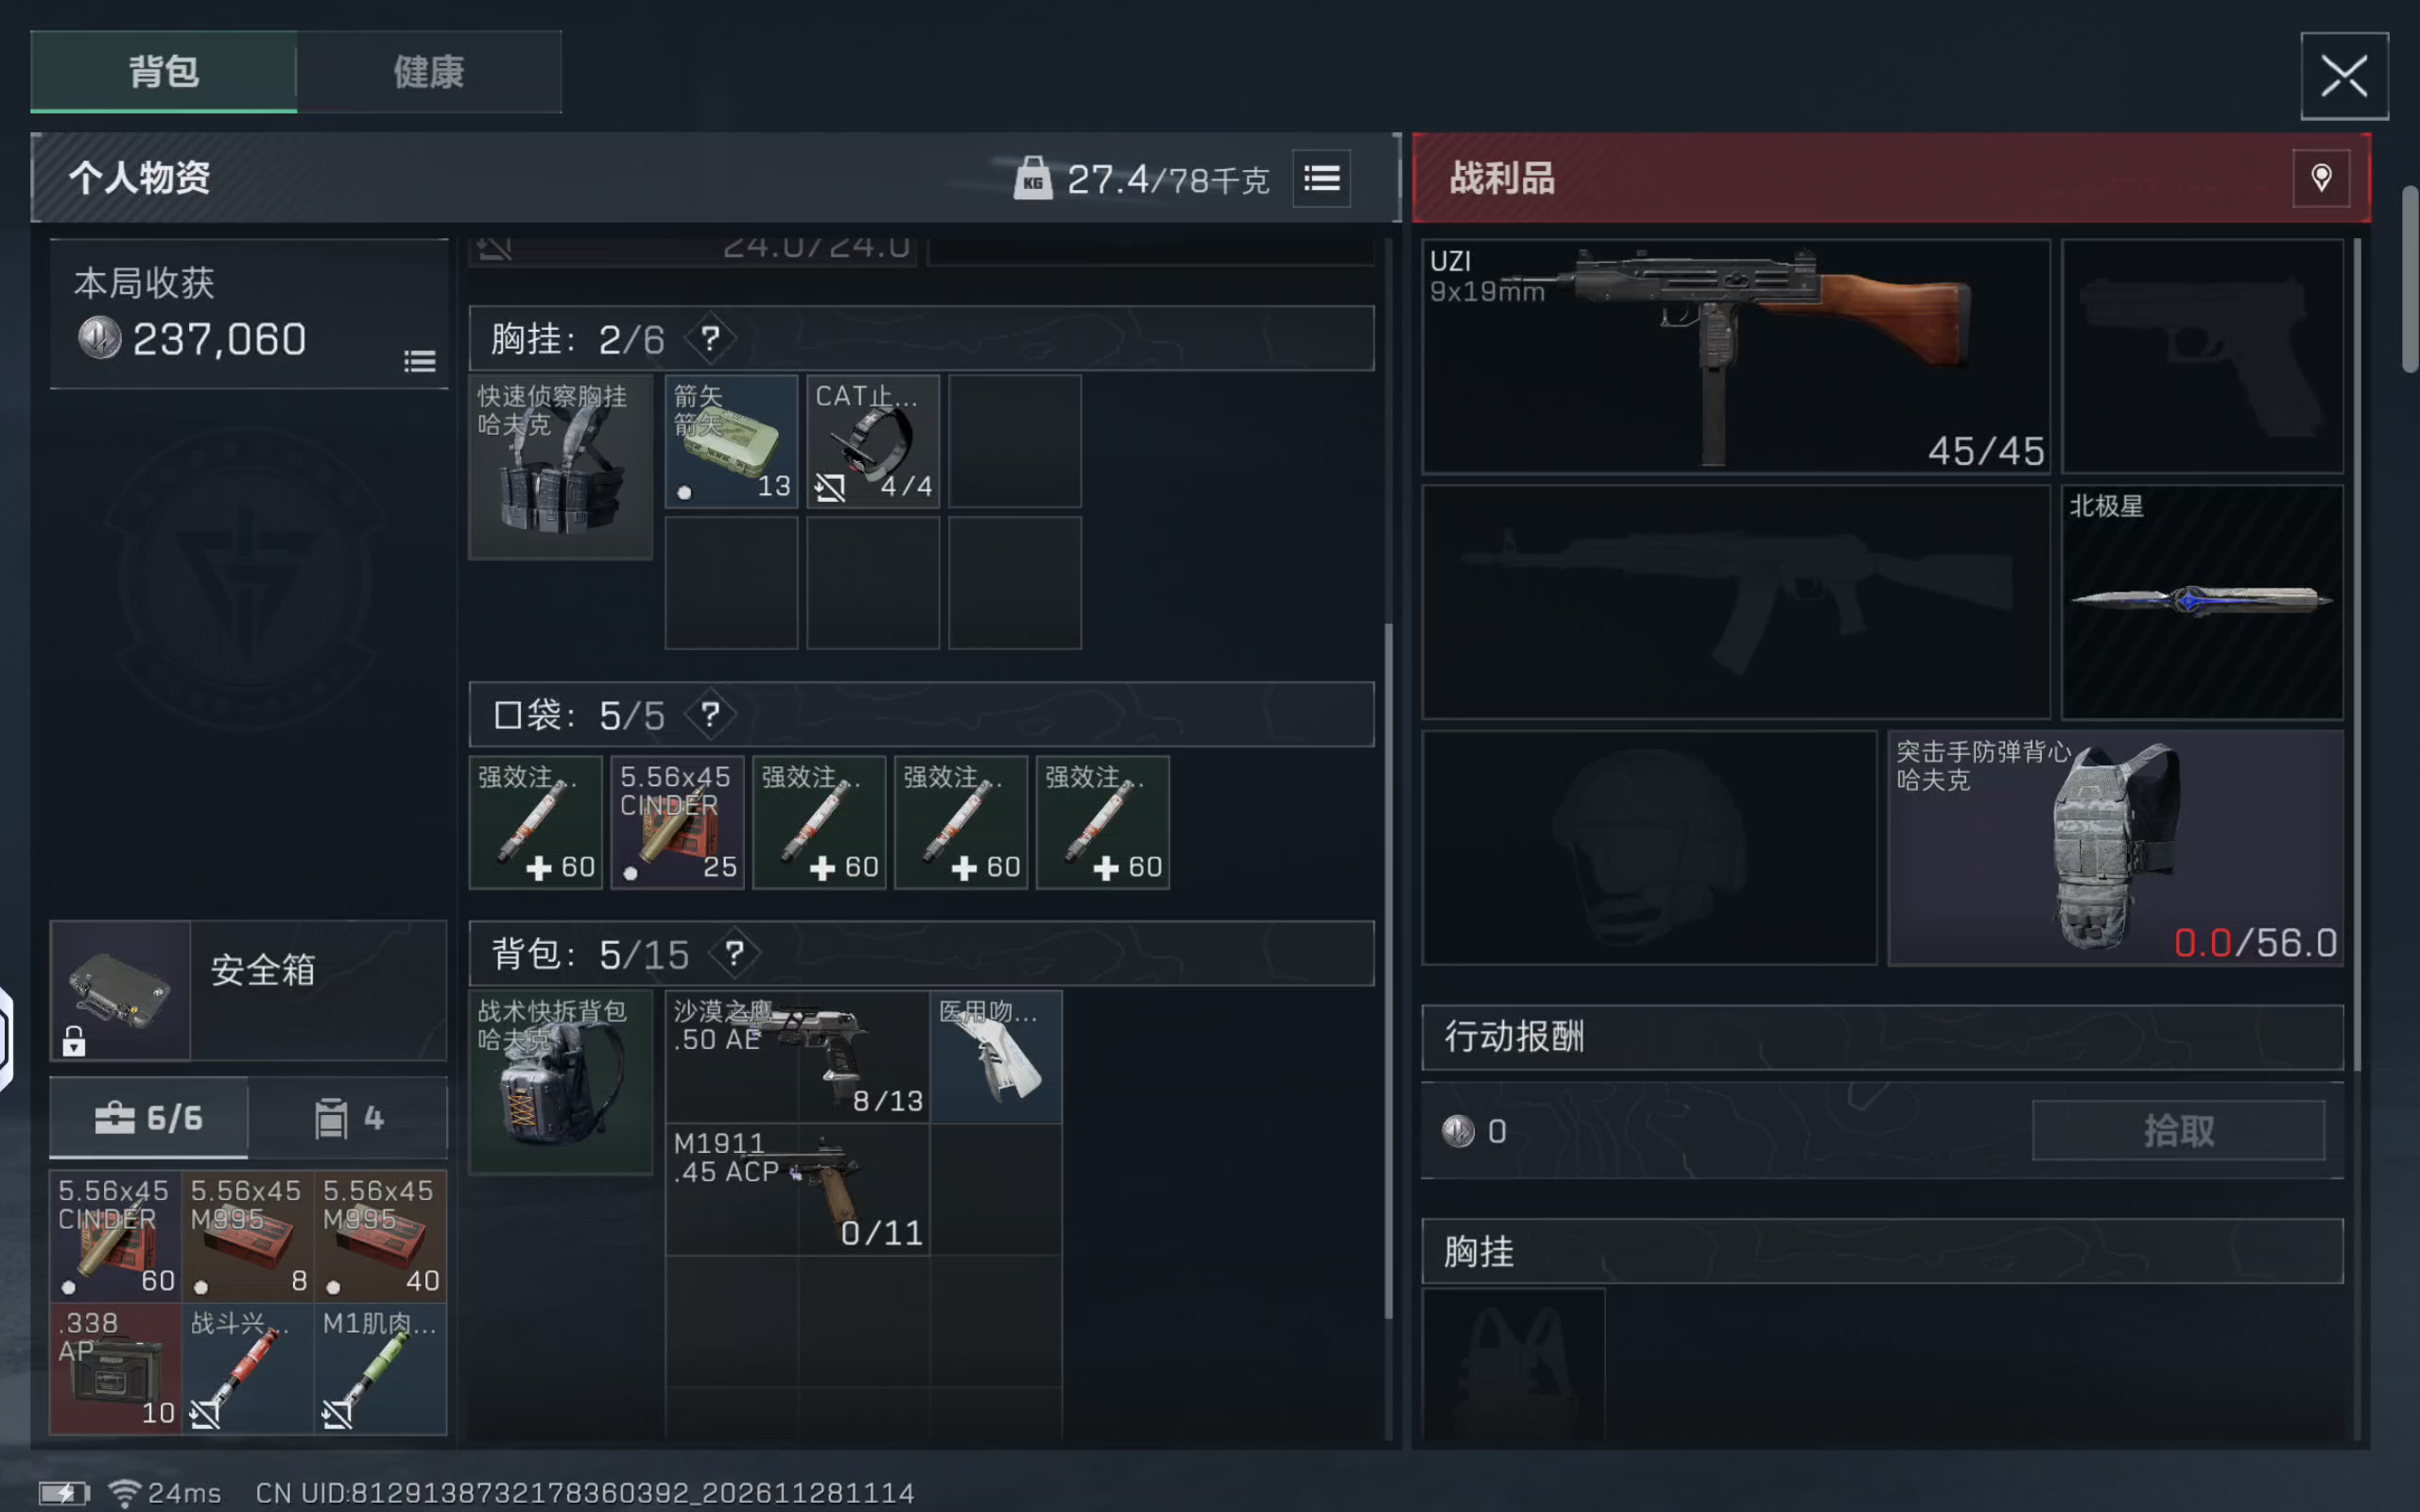 背包
健康
个人物资
KG
27.4/78千克
战利品
本局收获
237,060
24.0/24.0
胸挂： 2/6 ?
快速侦察胸挂
哈夫克
箭矢
箭矢
13
CAT止...
4/4
口袋： 5/5 ?
强效注...
60
5.56x45
CINDER
25
强效注...
60
强效注...
60
强效注...
60
背包： 5/15 ?
战术快拆背包
哈夫克
沙漠之鹰
.50 AE
8/13
医用吻...
M1911
.45 ACP
0/11
安全箱
6/6
4
5.56x45
CINDER
60
5.56x45
M995
8
5.56x45
M995
40
.338
AP
10
战斗兴...
M1肌肉...
UZI
9x19mm
45/45
北极星
突击手防弹背心
哈夫克
0.0/56.0
行动报酬
0
拾取
胸挂
24ms
CN UID:8129138732178360392_202611281114